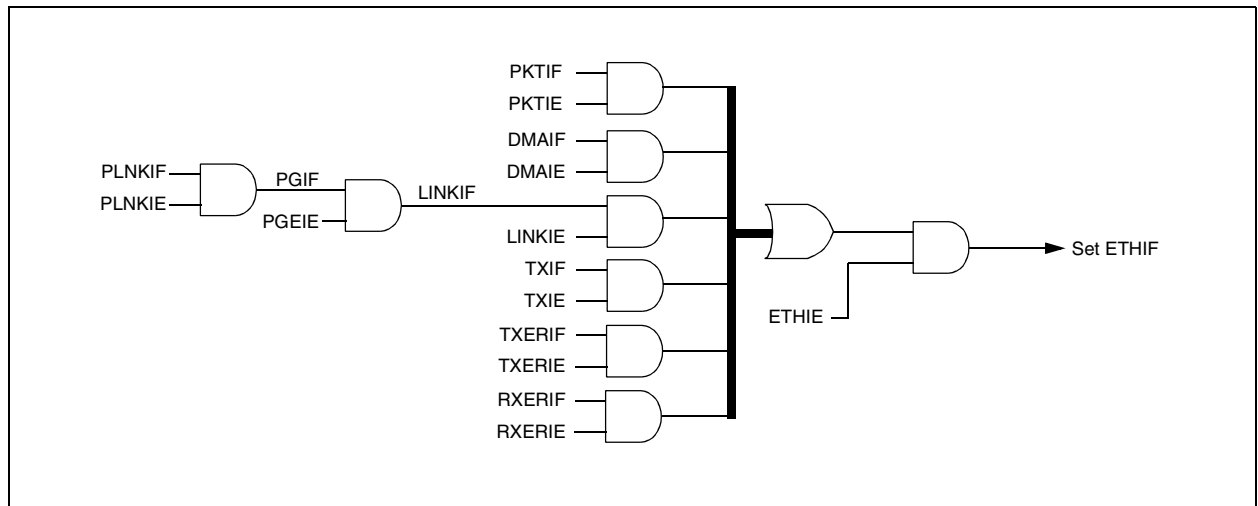 PKTIF
PKTIE
DMAIF
DMAIE
PLNKIF
PLNKIE
PGIF
PGEIE
LINKIF
LINKIE
TXIF
TXIE
TXERIF
TXERIE
RXERIF
RXERIE
ETHIE
Set ETHIF